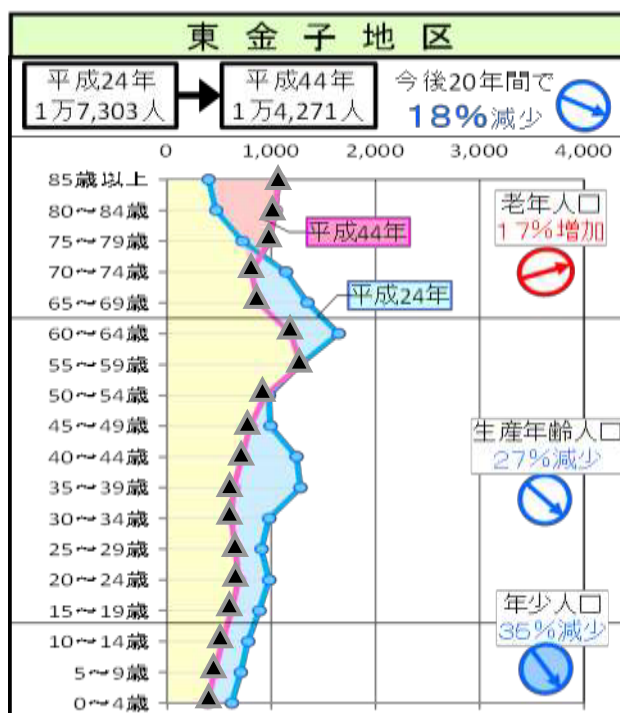 東金子地区
平成24年
1万7,303人
平成44年
1万4,271人
今後20年間で
18%減少
0 1,000 2,000 3,000 4,000
85歳以上
80～84歳
75～79歳
70～74歳
65～69歳
60～64歳
55～59歳
50～54歳
45～49歳
40～44歳
35～39歳
30～34歳
25～29歳
20～24歳
15～19歳
10～14歳
5～9歳
0～4歳
平成44年
平成24年
老年人口
17%増加
生産年齢人口
27%減少
年少人口
35%減少